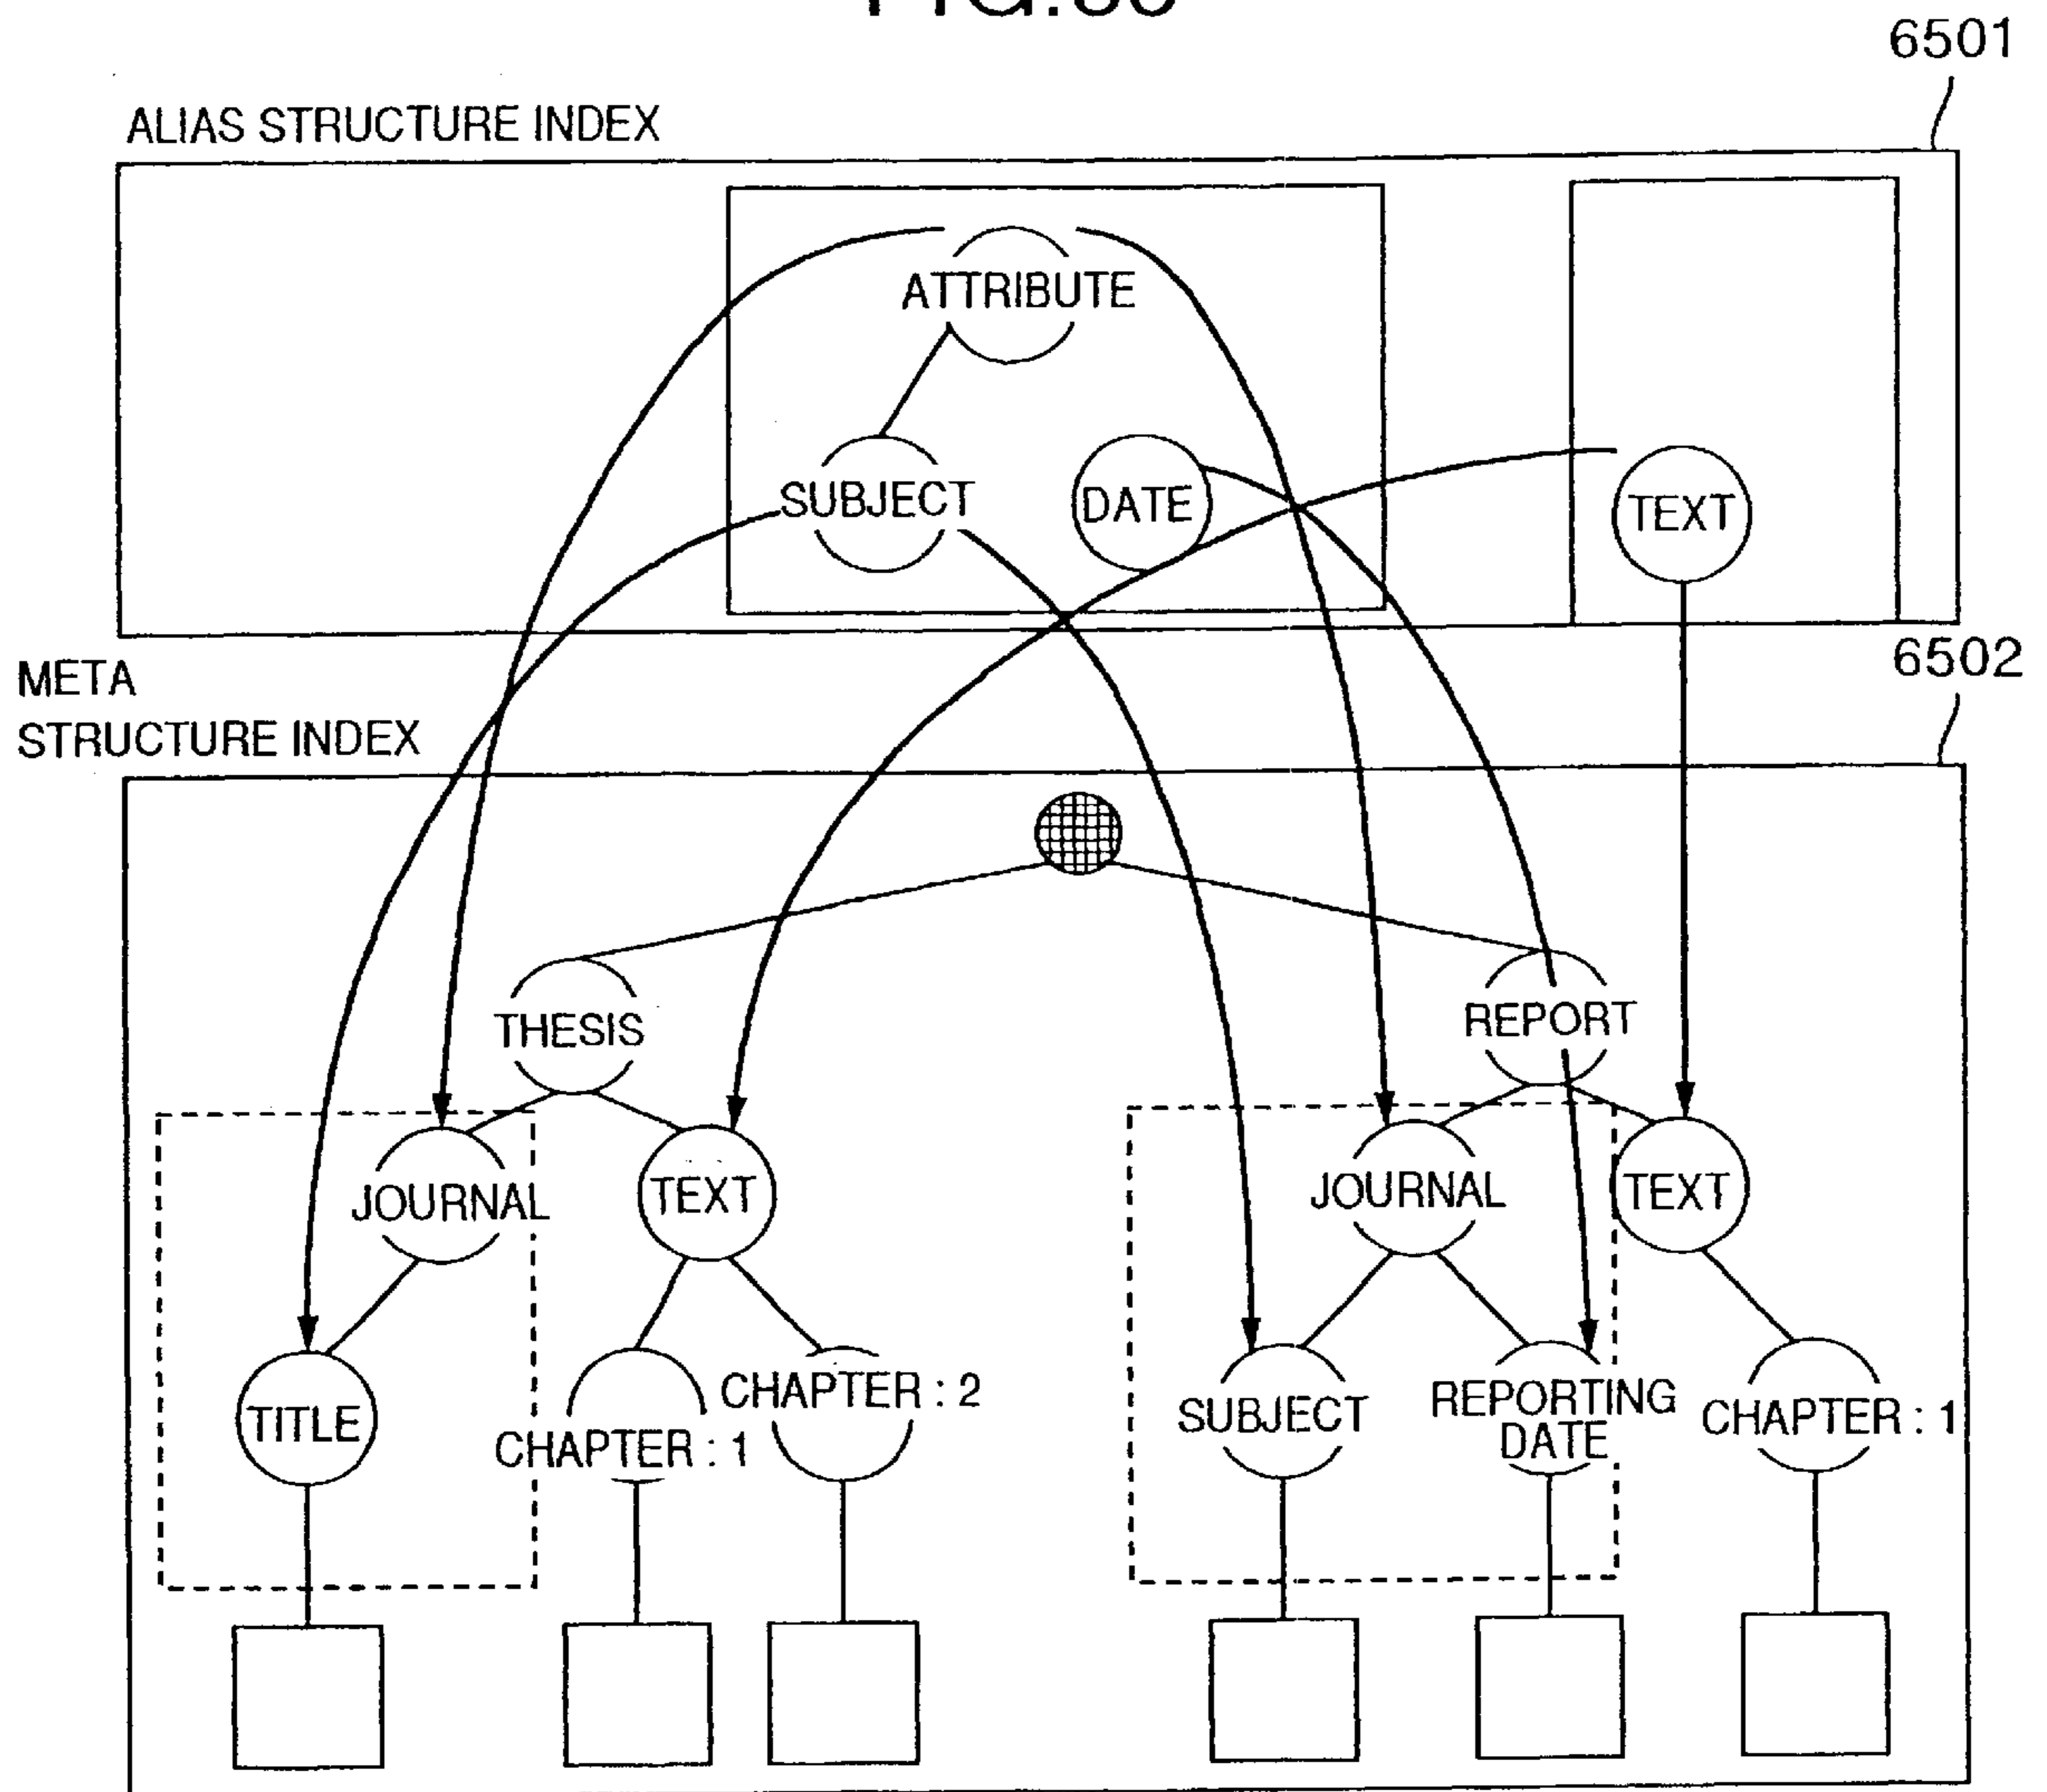 6501
ALIAS STRUCTURE INDEX
ATTRIBUTE
SUBJECT
DATE
TEXT
6502
META
STRUCTURE INDEX
THESIS
REPORT
JOURNAL
TEXT
JOURNAL
TEXT
TITLE
CHAPTER : 1
CHAPTER : 2
SUBJECT
REPORTING
DATE
CHAPTER : 1